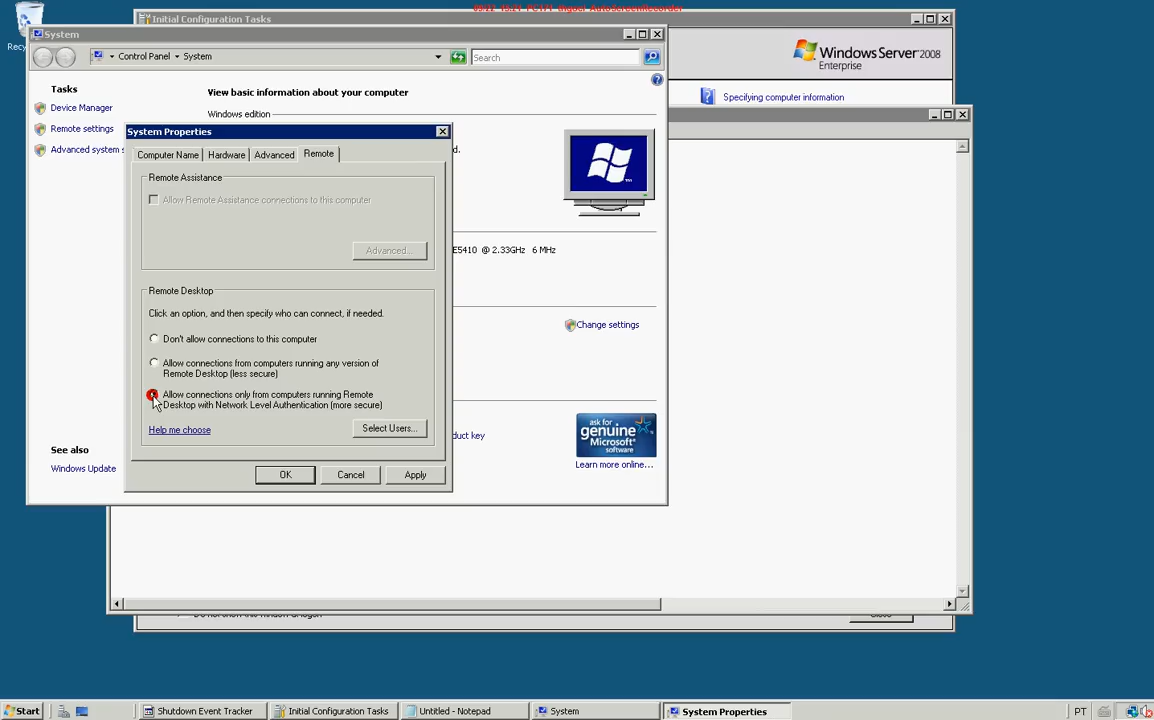 Initial Configuration Tasks
System
Control Panel
System
Search
Windows Server 2008
Enterprise
Tasks
View basic information about your computer
Specifying computer information
Device Manager
Windows edition
Remote settings
System Properties
Advanced system s
Computer Name
Hardware
Advanced
Remote
d.
Remote Assistance
Allow Remote Assistance connections to this computer
Advanced...
E5410 @ 2.33GHz 6 MHz
Remote Desktop
Click an option, and then specify who can connect, if needed.
Change settings
Don't allow connections to this computer
Allow connections from computers running any version of
Remote Desktop (less secure)
Allow connections only from computers running Remote
Desktop with Network Level Authentication (more secure)
Help me choose
Select Users...
duct key
ask for
genuine
Microsoft
software
Learn more online...
See also
Windows Update
OK
Cancel
Apply
Start
Shutdown Event Tracker
Initial Configuration Tasks
Untitled - Notepad
System
System Properties
PT